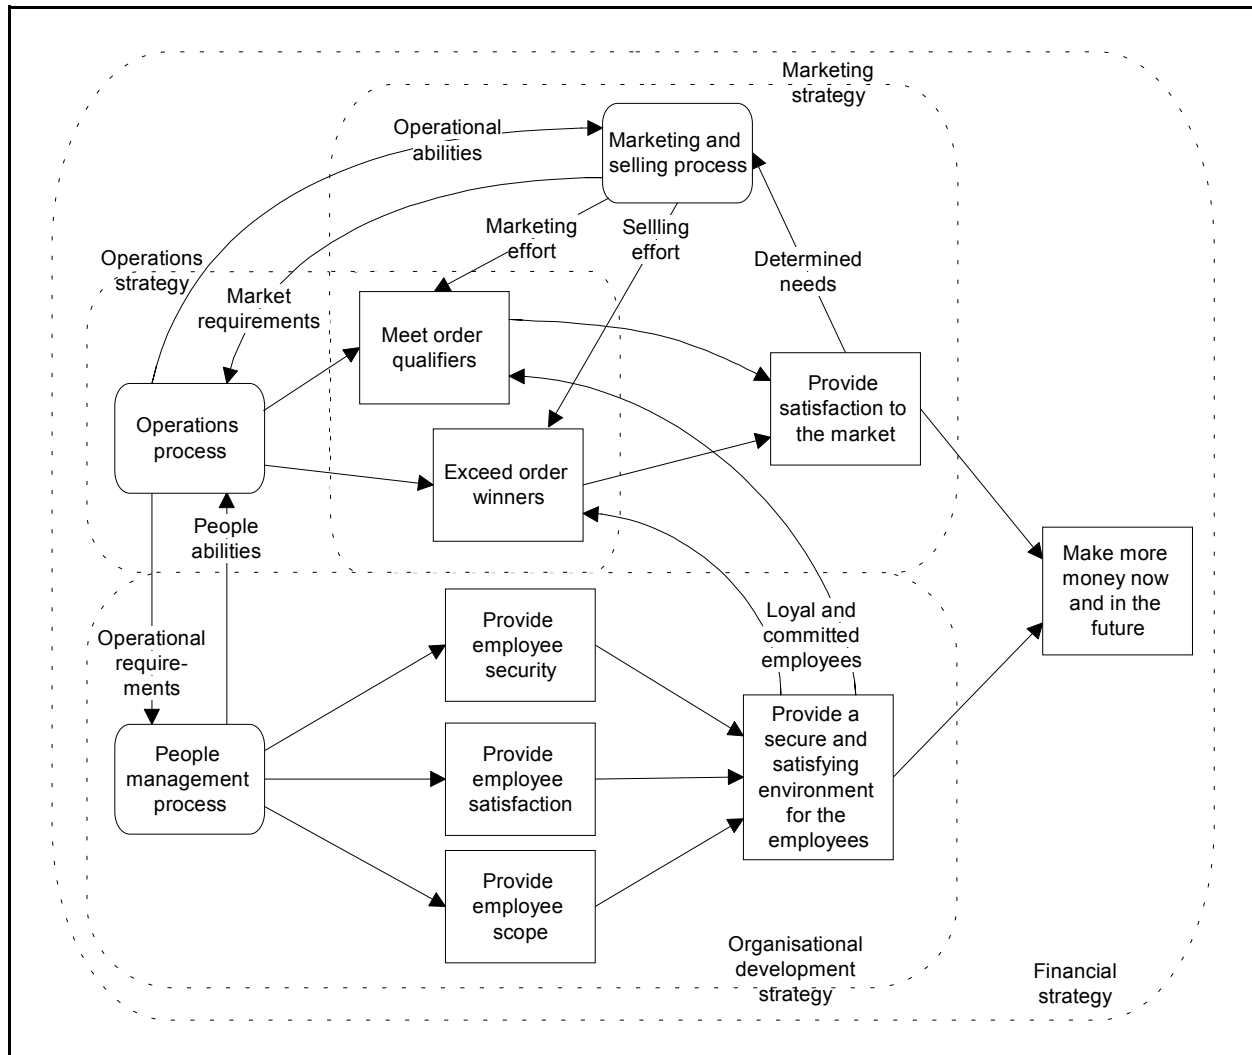 Marketing
strategy
Operational
abilities
Marketing and
selling process
Marketing
effort
Sellling
effort
Operations
strategy
Determined
needs
Market
requirements
Meet order
qualifiers
Provide
satisfaction to
the market
Operations
process
Exceed order
winners
People
abilities
Make more
money now
and in the
future
Provide
employee
security
Loyal and
committed
employees
Operational
require-
ments
People
management
process
Provide
employee
satisfaction
Provide a
secure and
satisfying
environment
for the
employees
Provide
employee
scope
Organisational
development
strategy
Financial
strategy